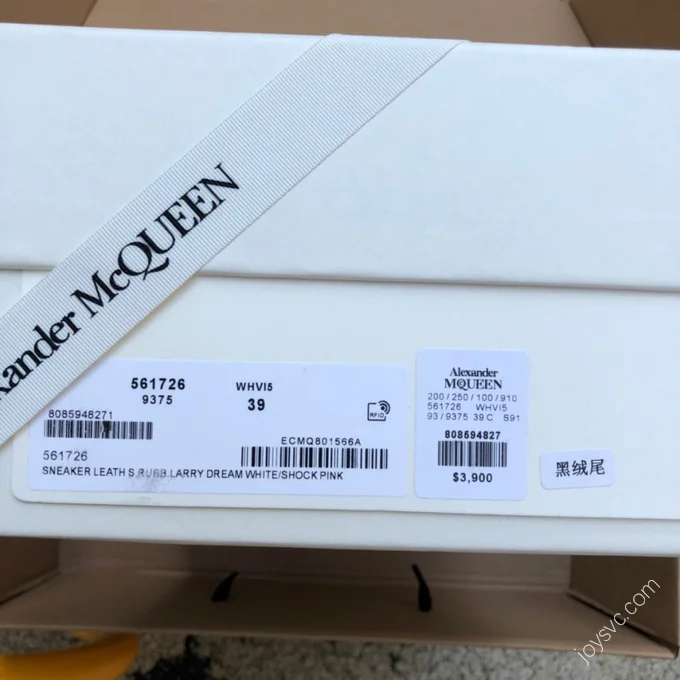 xander McQUEEN
561726 WHVI5
9375 39
8085948271
RFID
ECMQ801566A
561726
SNEAKER LEATH S.RUBB.LARRY DREAM WHITE/SHOCK PINK
Alexander
McQUEEN
200/250/100/910
561726 WHVI5
93/9375 39 C S91
808594827
$3,900
黑绒尾
joysvc.com